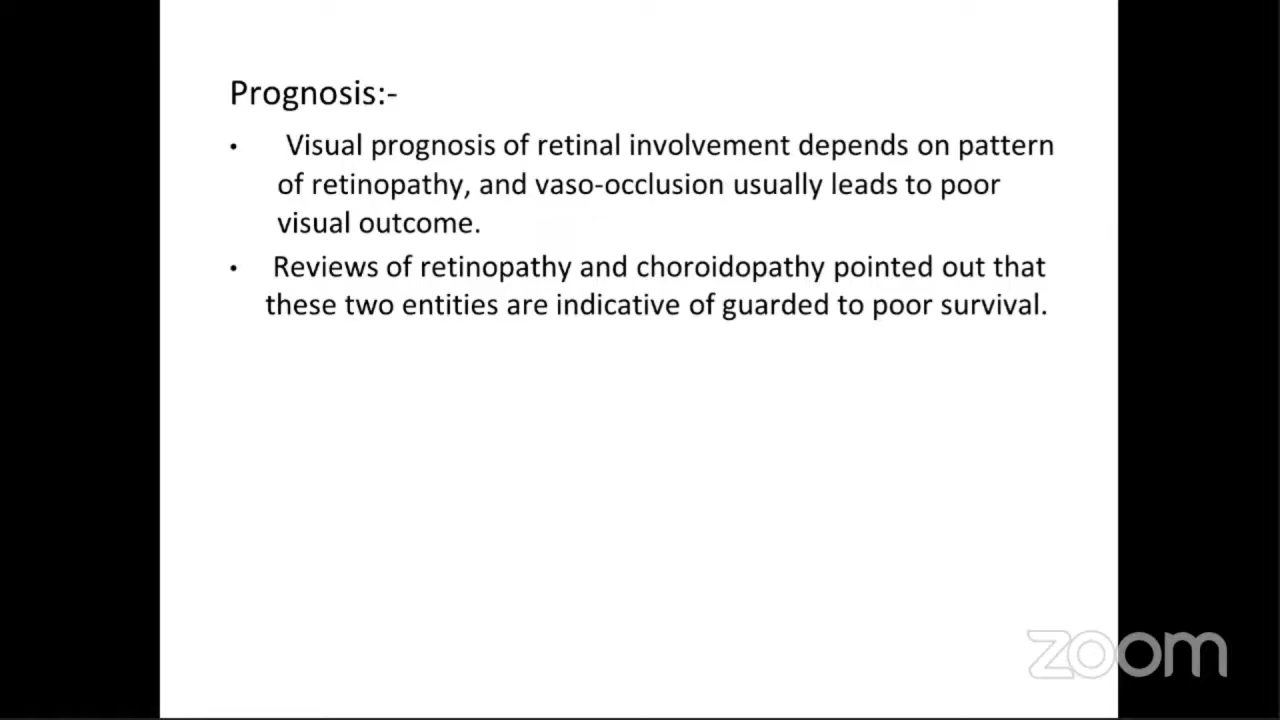 Prognosis:-
• Visual prognosis of retinal involvement depends on pattern
of retinopathy, and vaso-occlusion usually leads to poor
visual outcome.
• Reviews of retinopathy and choroidopathy pointed out that
these two entities are indicative of guarded to poor survival.
zoom